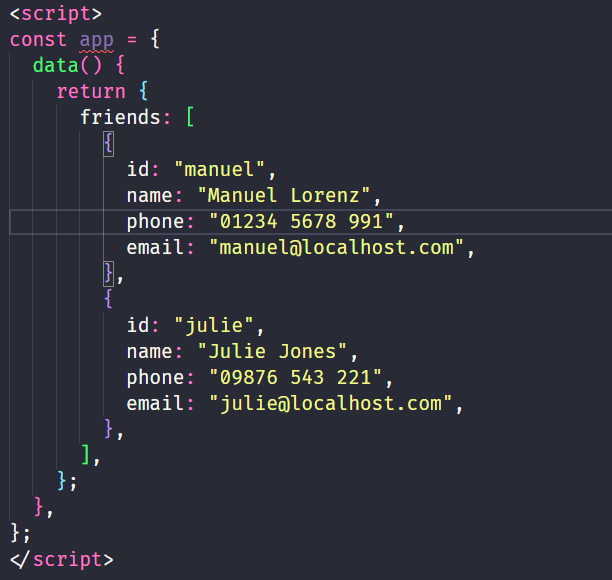 <script>
const app = {
data() {
return {
friends: [
{
id: "manuel",
name: "Manuel Lorenz",
phone: "01234 5678 991",
email: "manuel@localhost.com",
},
{
id: "julie",
name: "Julie Jones",
phone: "09876 543 221",
email: "julie@localhost.com",
},
],
};
},
};
</script>